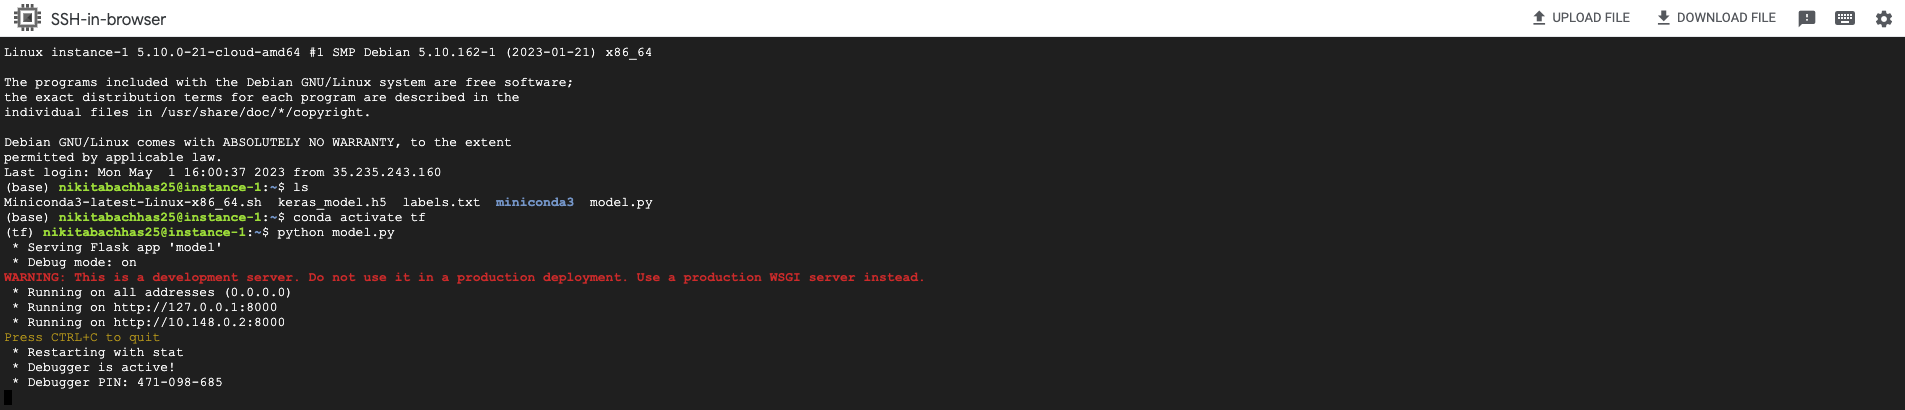 SSH-in-browser
UPLOAD FILE
DOWNLOAD FILE
Linux instance-1 5.10.0-21-cloud-amd64 #1 SMP Debian 5.10.162-1 (2023-01-21) x86_64
The programs included with the Debian GNU/Linux system are free software;
the exact distribution terms for each program are described in the
individual files in /usr/share/doc/*/copyright.
Debian GNU/Linux comes with ABSOLUTELY NO WARRANTY, to the extent
permitted by applicable law.
Last login: Mon May  1 16:00:37 2023 from 35.235.243.160
(base) nikitabachhas25@instance-1:~$ ls
Miniconda3-latest-Linux-x86_64.sh  keras_model.h5  labels.txt  miniconda3  model.py
(base) nikitabachhas25@instance-1:~$ conda activate tf
(tf) nikitabachhas25@instance-1:~$ python model.py
 * Serving Flask app 'model'
 * Debug mode: on
WARNING: This is a development server. Do not use it in a production deployment. Use a production WSGI server instead.
 * Running on all addresses (0.0.0.0)
 * Running on http://127.0.0.1:8000
 * Running on http://10.148.0.2:8000
Press CTRL+C to quit
 * Restarting with stat
 * Debugger is active!
 * Debugger PIN: 471-098-685